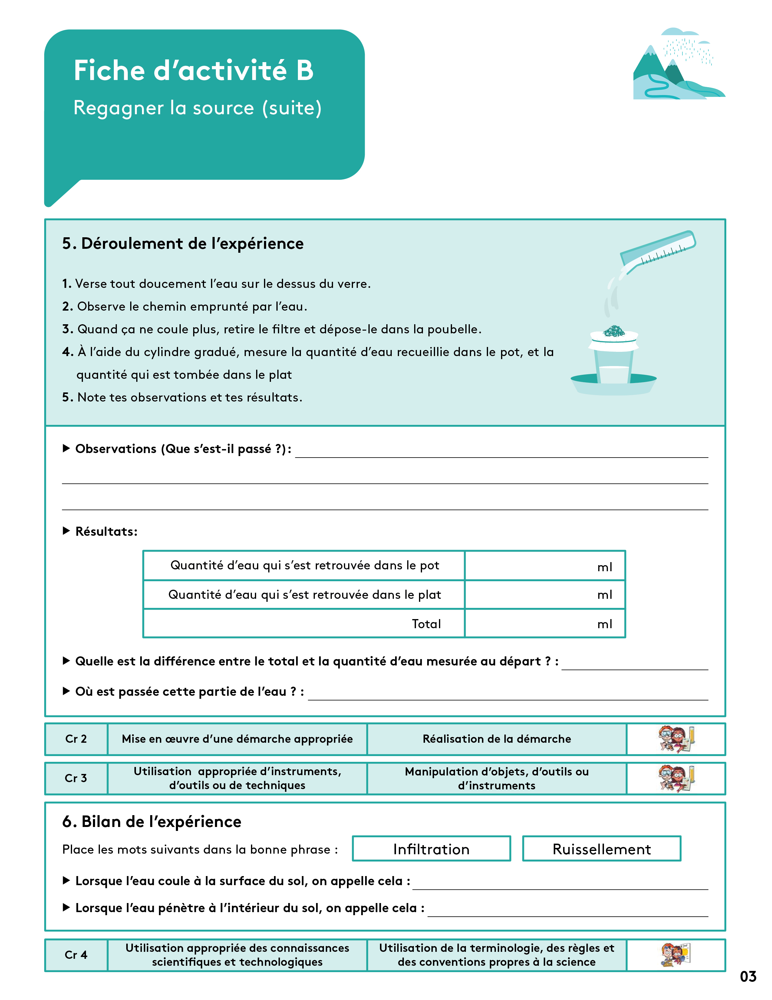 Fiche d’activité B
Regagner la source (suite)
5. Déroulement de l’expérience
1. Verse tout doucement l’eau sur le dessus du verre.
2. Observe le chemin emprunté par l’eau.
3. Quand ça ne coule plus, retire le filtre et dépose-le dans la poubelle.
4. À l’aide du cylindre gradué, mesure la quantité d’eau recueillie dans le pot, et la
quantité qui est tombée dans le plat
5. Note tes observations et tes résultats.
Observations (Que s’est-il passé ?):
Résultats:
Quantité d’eau qui s’est retrouvée dans le pot ml
Quantité d’eau qui s’est retrouvée dans le plat ml
Total ml
Quelle est la différence entre le total et la quantité d’eau mesurée au départ ? :
Où est passée cette partie de l’eau ? :
Cr 2 Mise en œuvre d’une démarche appropriée Réalisation de la démarche
Cr 3
Utilisation appropriée d’instruments,
d’outils ou de techniques
Manipulation d’objets, d’outils ou
d’instruments
6. Bilan de l’expérience
Place les mots suivants dans la bonne phrase : Infiltration Ruissellement
Lorsque l’eau coule à la surface du sol, on appelle cela :
Lorsque l’eau pénètre à l’intérieur du sol, on appelle cela :
Cr 4
Utilisation appropriée des connaissances
scientifiques et technologiques
Utilisation de la terminologie, des règles et
des conventions propres à la science
03